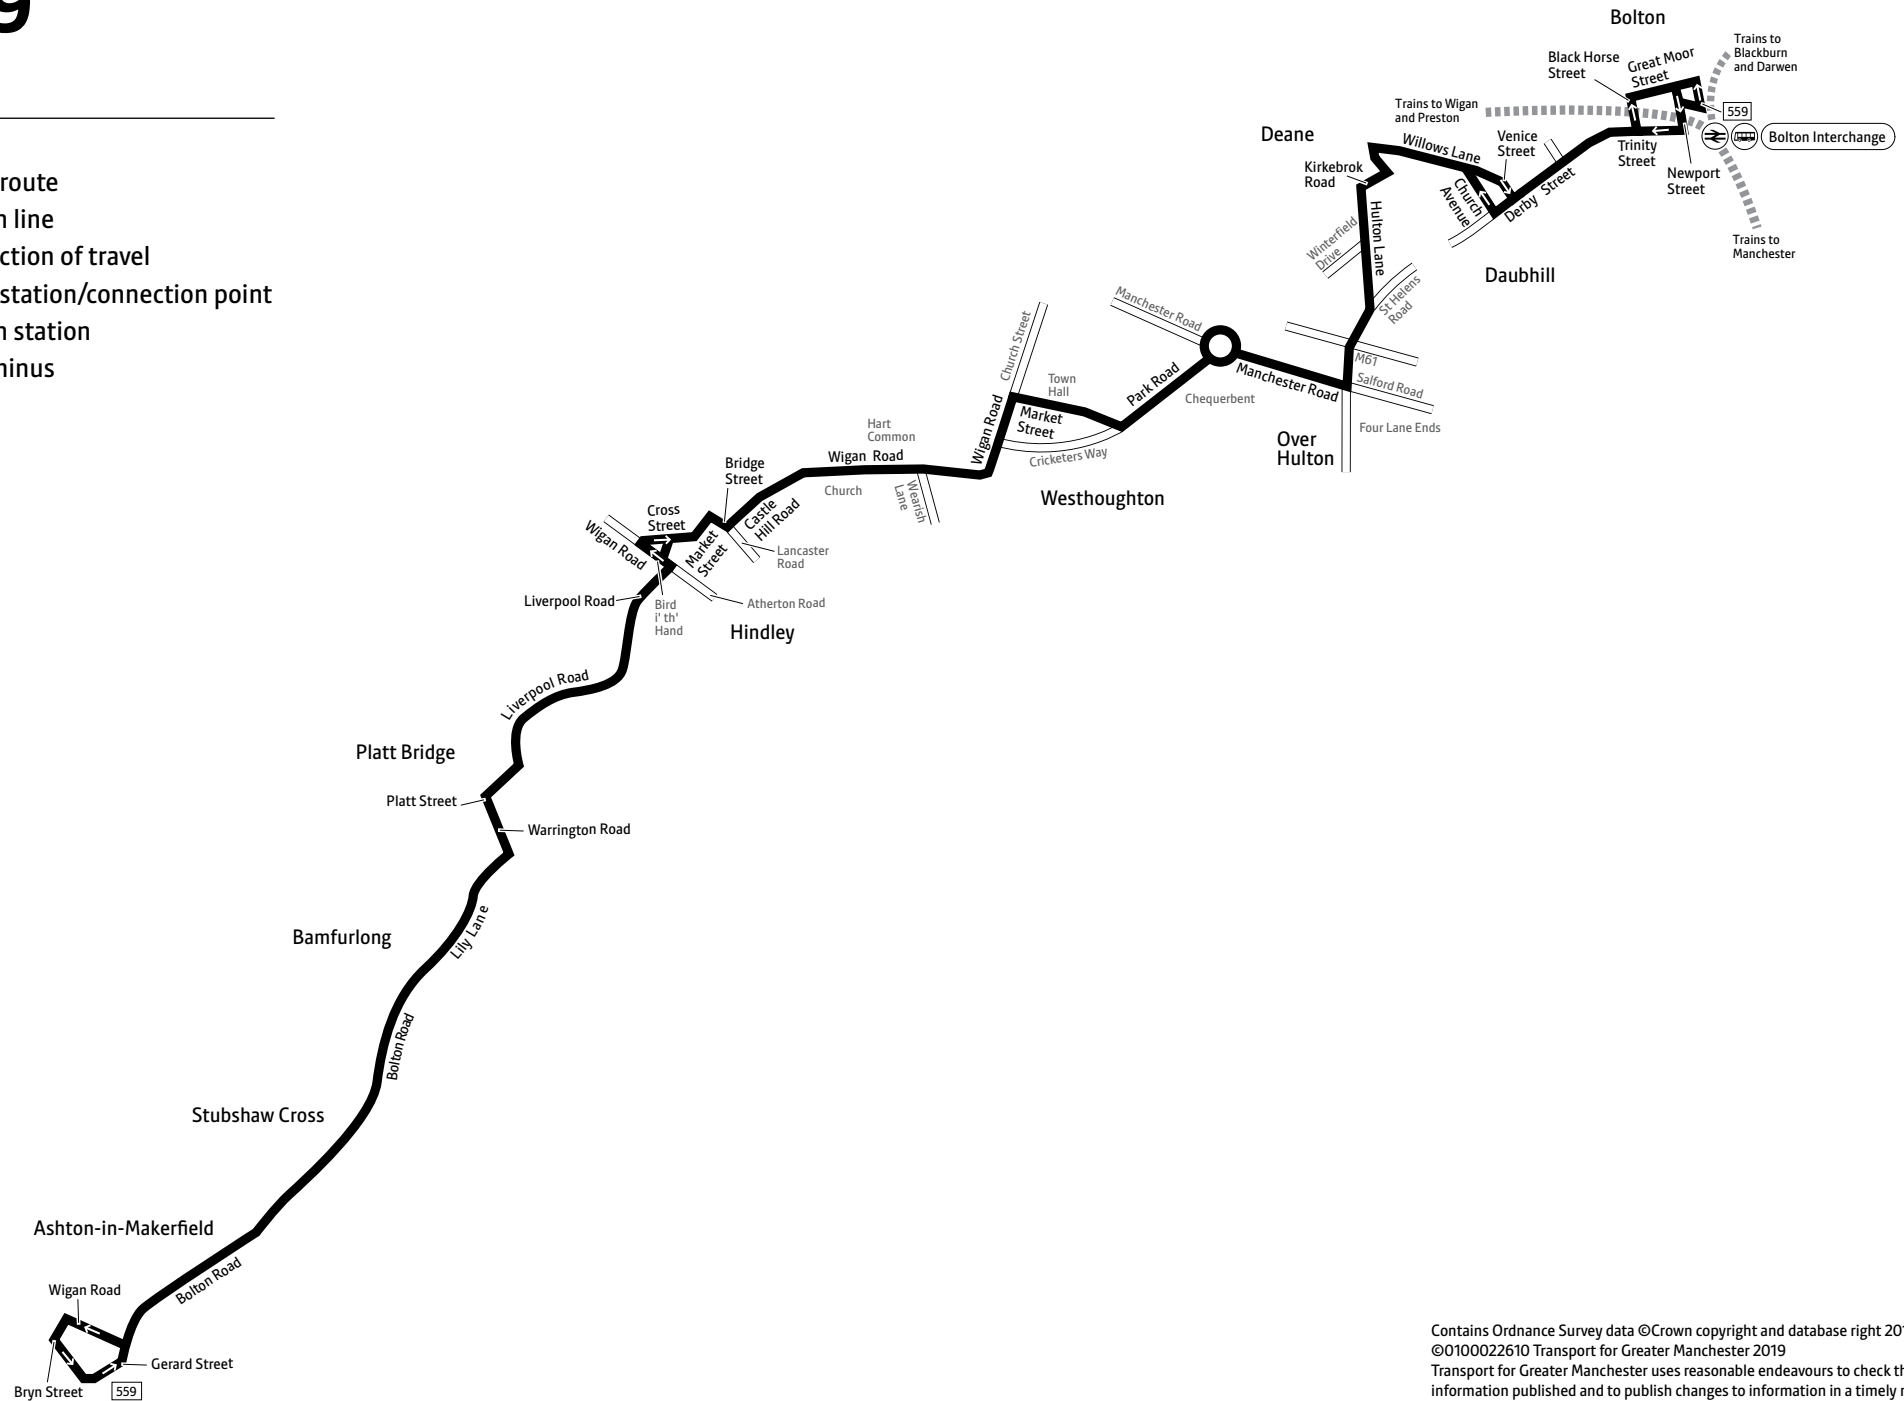 g
route
line
ction of travel
station/connection point
station
minus
Bolton
Trains to
Blackburn
and Darwen
Black Horse
Street
Great Moor
Street
Trains to Wigan
and Preston
559
Bolton Interchange
Deane
Willows Lane
Venice
Street
Trinity
Street
Newport
Street
Kirkebrok
Road
Church
Avenue
Derby Street
Hulton Lane
Winterfield
Drive
Trains to
Manchester
Daubhill
St Helens
Road
Manchester Road
Church Street
M61
Salford Road
Manchester Road
Town
Hall
Park Road
Chequerbent
Four Lane Ends
Over
Hulton
Market
Street
Wigan Road
Cricketers Way
Hart
Common
Wigan Road
Westhoughton
Bridge
Street
Church
Wearish
Lane
Castle
Hill Road
Cross
Street
Wigan Road
Market
Street
Lancaster
Road
Liverpool Road
Bird
i' th'
Hand
Atherton Road
Hindley
Liverpool Road
Platt Bridge
Platt Street
Warrington Road
Bamfurlong
Lily Lane
Bolton Road
Stubshaw Cross
Ashton-in-Makerfield
Bolton Road
Wigan Road
Gerard Street
Bryn Street
559
Contains Ordnance Survey data ©Crown copyright and database right 201
©0100022610 Transport for Greater Manchester 2019
Transport for Greater Manchester uses reasonable endeavours to check th
information published and to publish changes to information in a timely